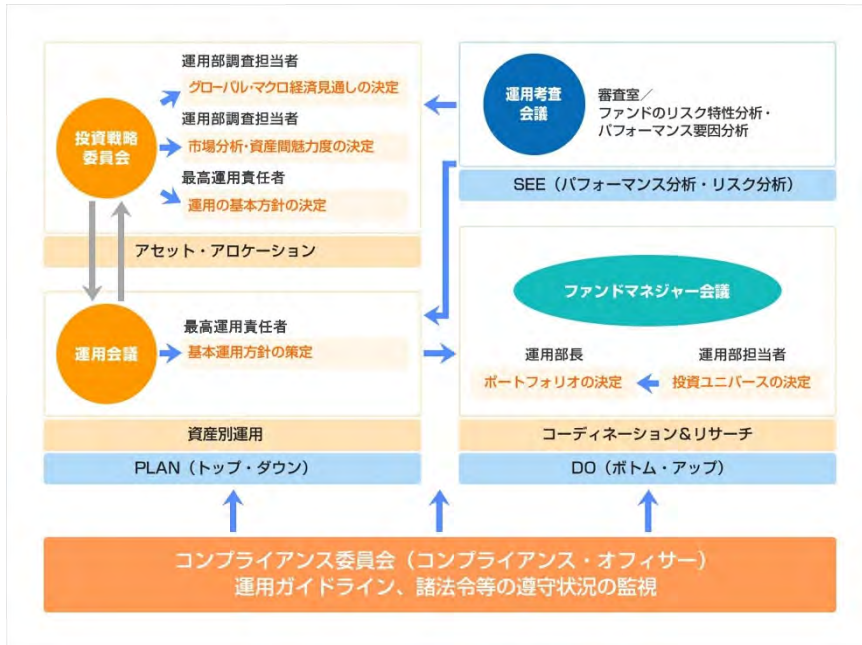 運用部調査担当者
グローバル・マクロ経済見通しの決定
運用部調査担当者
投資戦略
委員会
市場分析・資産間魅力度の決定
最高運用責任者
運用の基本方針の決定
アセット・アロケーション
運用考査
会議
審査室／
ファンドのリスク特性分析・
パフォーマンス要因分析
SEE（パフォーマンス分析・リスク分析）
運用会議
最高運用責任者
基本運用方針の策定
資産別運用
PLAN（トップ・ダウン）
ファンドマネジャー会議
運用部長
ポートフォリオの決定
運用部担当者
投資ユニバースの決定
コーディネーション＆リサーチ
DO（ボトム・アップ）
コンプライアンス委員会（コンプライアンス・オフィサー）
運用ガイドライン、諸法令等の遵守状況の監視